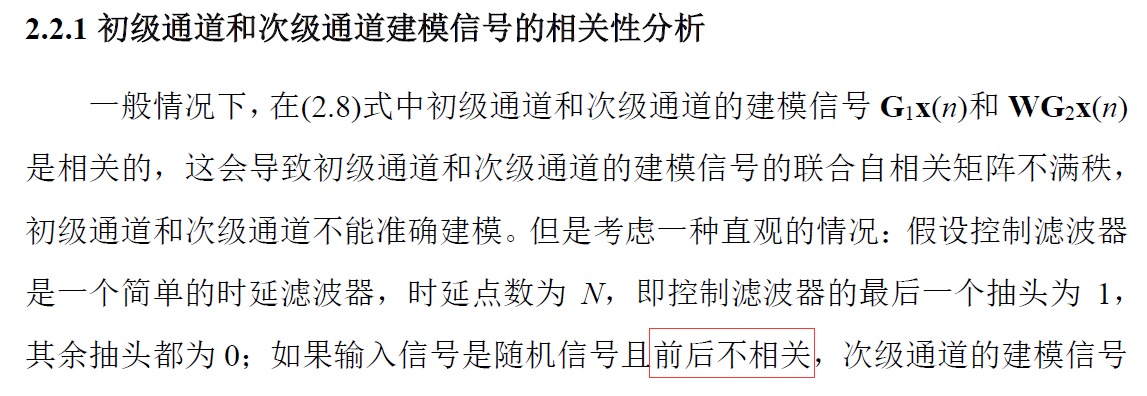 2.2.1 初级通道和次级通道建模信号的相关性分析
一般情况下，在(2.8)式中初级通道和次级通道的建模信号 G₁x(n)和 WG₂x(n)
是相关的，这会导致初级通道和次级通道的建模信号的联合自相关矩阵不满秩，
初级通道和次级通道不能准确建模。但是考虑一种直观的情况：假设控制滤波器
是一个简单的时延滤波器，时延点数为 N，即控制滤波器的最后一个抽头为 1，
其余抽头都为 0；如果输入信号是随机信号且前后不相关，次级通道的建模信号